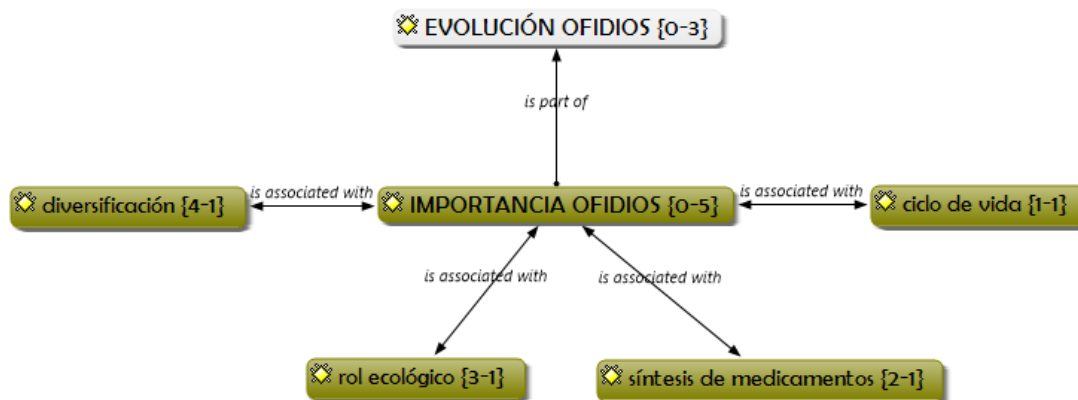 EVOLUCIÓN OFIDIOS {0-3}
is part of
diversificación {4-1}
is associated with
IMPORTANCIA OFIDIOS {0-5}
is associated with
ciclo de vida {1-1}
is associated with
is associated with
rol ecológico {3-1}
síntesis de medicamentos {2-1}